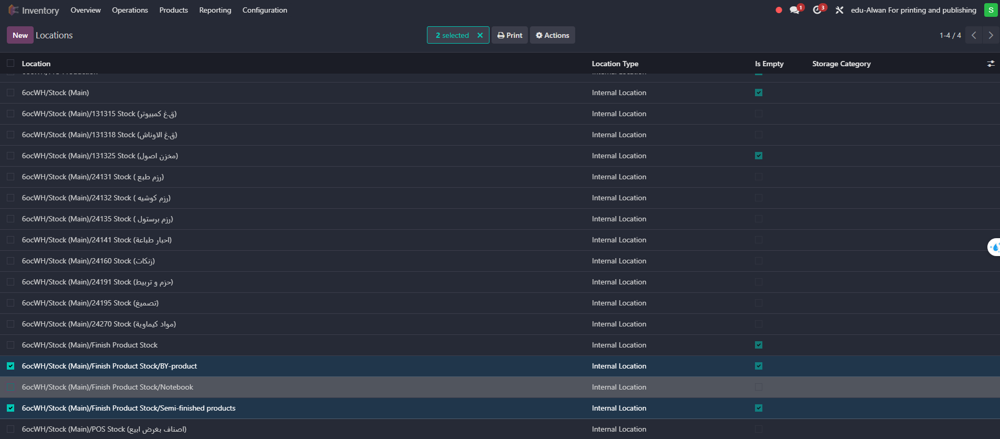 Inventory Overview Operations Products Reporting Configuration 1 3 edu-Alwan For printing and publishing S
New Locations 2 selected Print Actions 1-4 / 4
Location Location Type Is Empty Storage Category
6ocWH/Stock (Main) Internal Location
6ocWH/Stock (Main)/131315 Stock (ق.غ كمبيوتر) Internal Location
6ocWH/Stock (Main)/131318 Stock (ق.غ الاوناش) Internal Location
6ocWH/Stock (Main)/131325 Stock (مخزن اصول) Internal Location
6ocWH/Stock (Main)/24131 Stock ( رزم طبع) Internal Location
6ocWH/Stock (Main)/24132 Stock ( رزم كوشيه) Internal Location
6ocWH/Stock (Main)/24135 Stock ( رزم برستول) Internal Location
6ocWH/Stock (Main)/24141 Stock (احبار طباعة) Internal Location
6ocWH/Stock (Main)/24160 Stock (زنكات) Internal Location
6ocWH/Stock (Main)/24191 Stock (حزم و تربيط) Internal Location
6ocWH/Stock (Main)/24195 Stock (تصميغ) Internal Location
6ocWH/Stock (Main)/24270 Stock (مواد كيماوية) Internal Location
6ocWH/Stock (Main)/Finish Product Stock Internal Location
6ocWH/Stock (Main)/Finish Product Stock/BY-product Internal Location
6ocWH/Stock (Main)/Finish Product Stock/Notebook Internal Location
6ocWH/Stock (Main)/Finish Product Stock/Semi-finished products Internal Location
6ocWH/Stock (Main)/POS Stock (اصناف بغرض ابيع) Internal Location